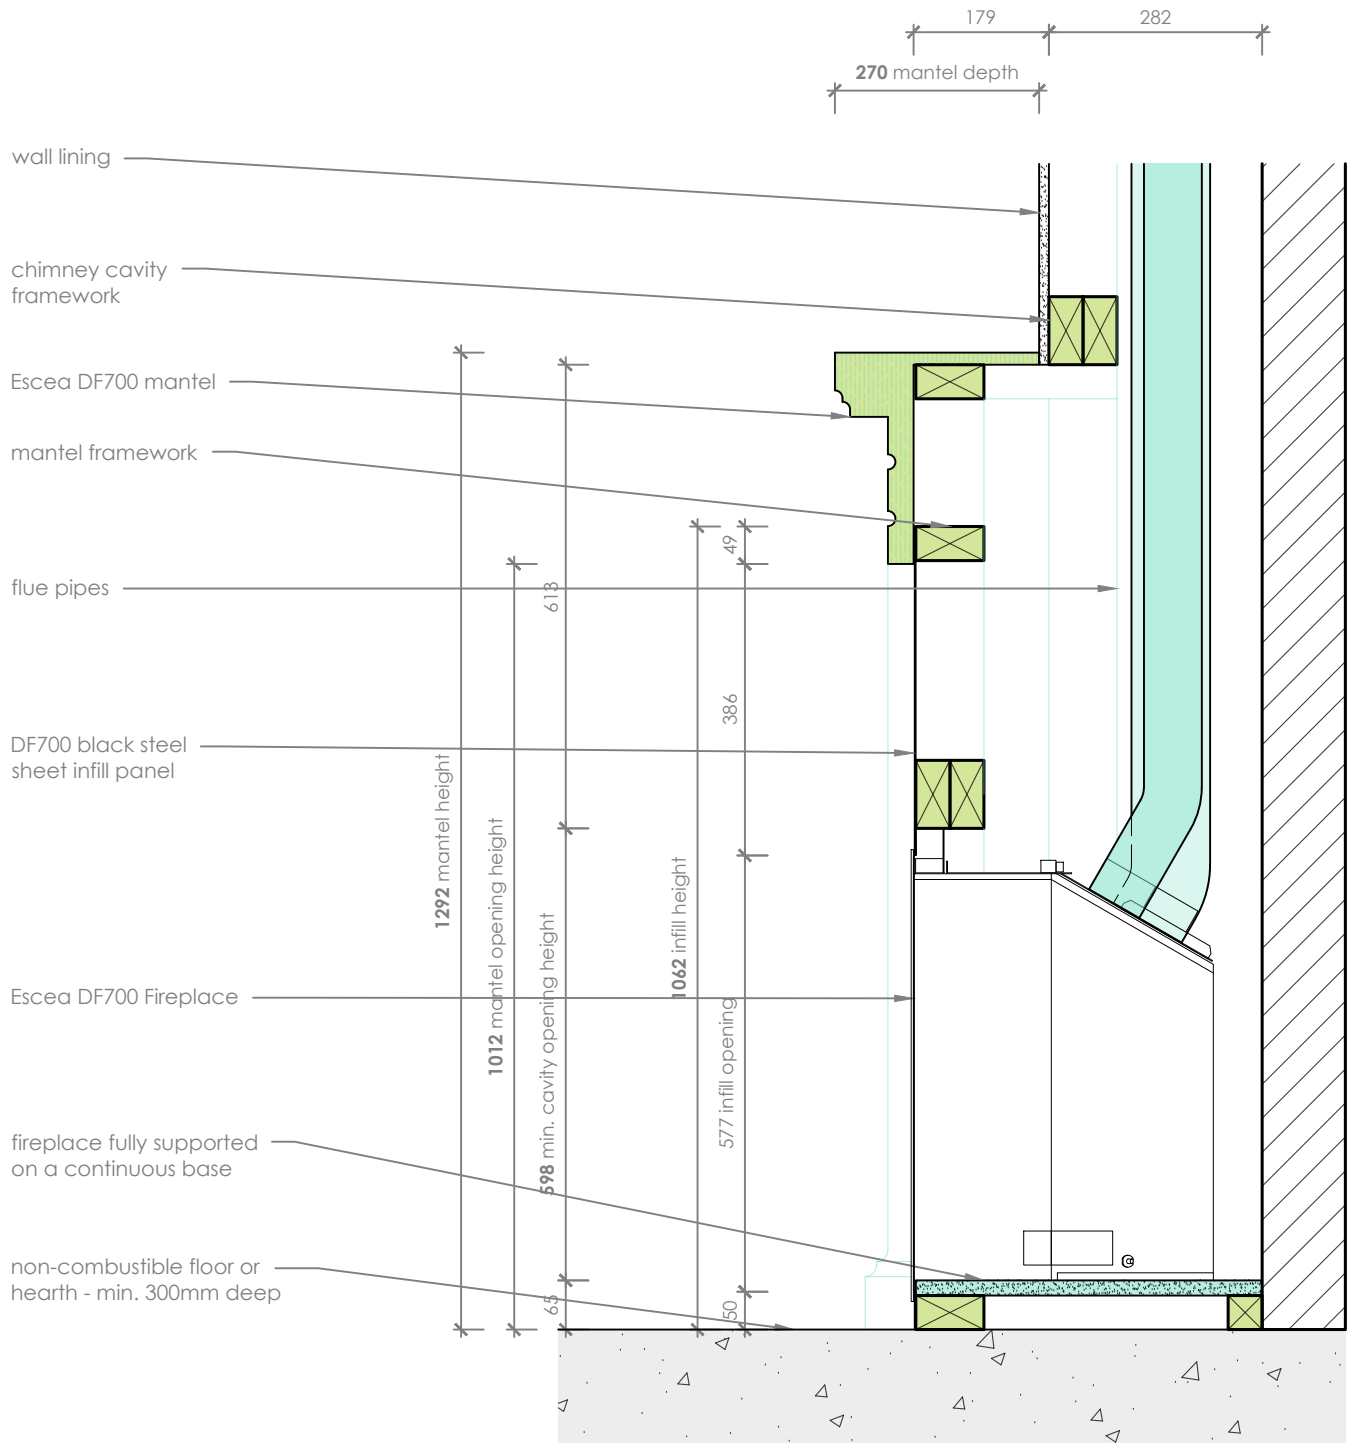 179
282
270 mantel depth
wall lining
chimney cavity
framework
Escea DF700 mantel
mantel framework
49
flue pipes
613
386
DF700 black steel
sheet infill panel
1292 mantel height
1012 mantel opening height
598 min. cavity opening height
1062 infill height
577 infill opening
Escea DF700 Fireplace
fireplace fully supported
on a continuous base
non-combustible floor or
hearth - min. 300mm deep
65
50